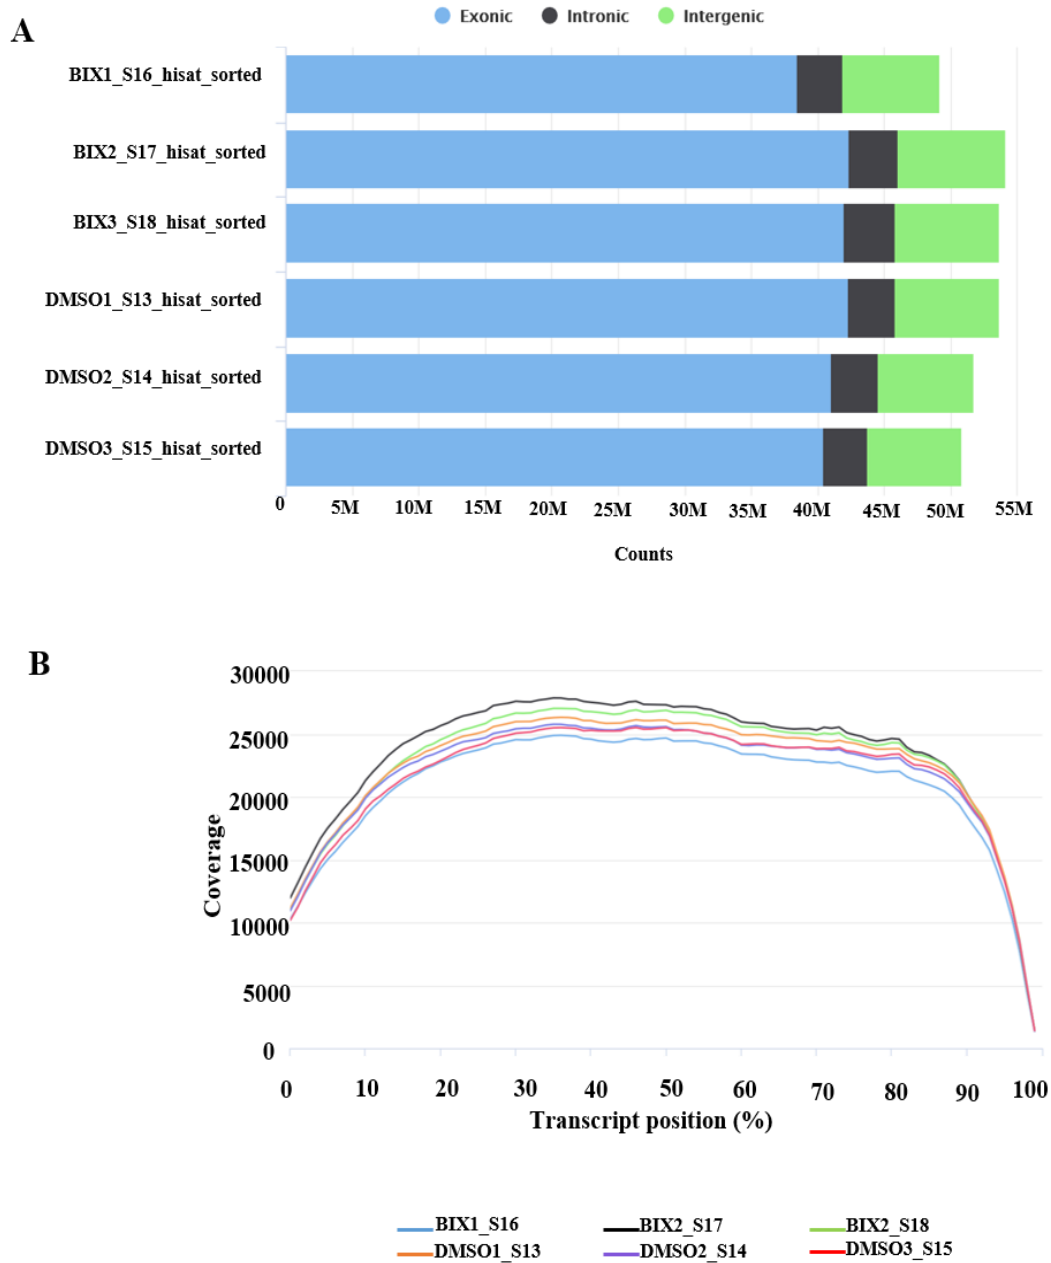 A
Exonic Intronic Intergenic
BIX1_S16_hisat_sorted
BIX2_S17_hisat_sorted
BIX3_S18_hisat_sorted
DMSO1_S13_hisat_sorted
DMSO2_S14_hisat_sorted
DMSO3_S15_hisat_sorted
0 5M 10M 15M 20M 25M 30M 35M 40M 45M 50M 55M
Counts
B
30000
25000
20000
15000
10000
5000
0
Coverage
0 10 20 30 40 50 60 70 80 90 100
Transcript position (%)
BIX1_S16 BIX2_S17 BIX2_S18
DMSO1_S13 DMSO2_S14 DMSO3_S15